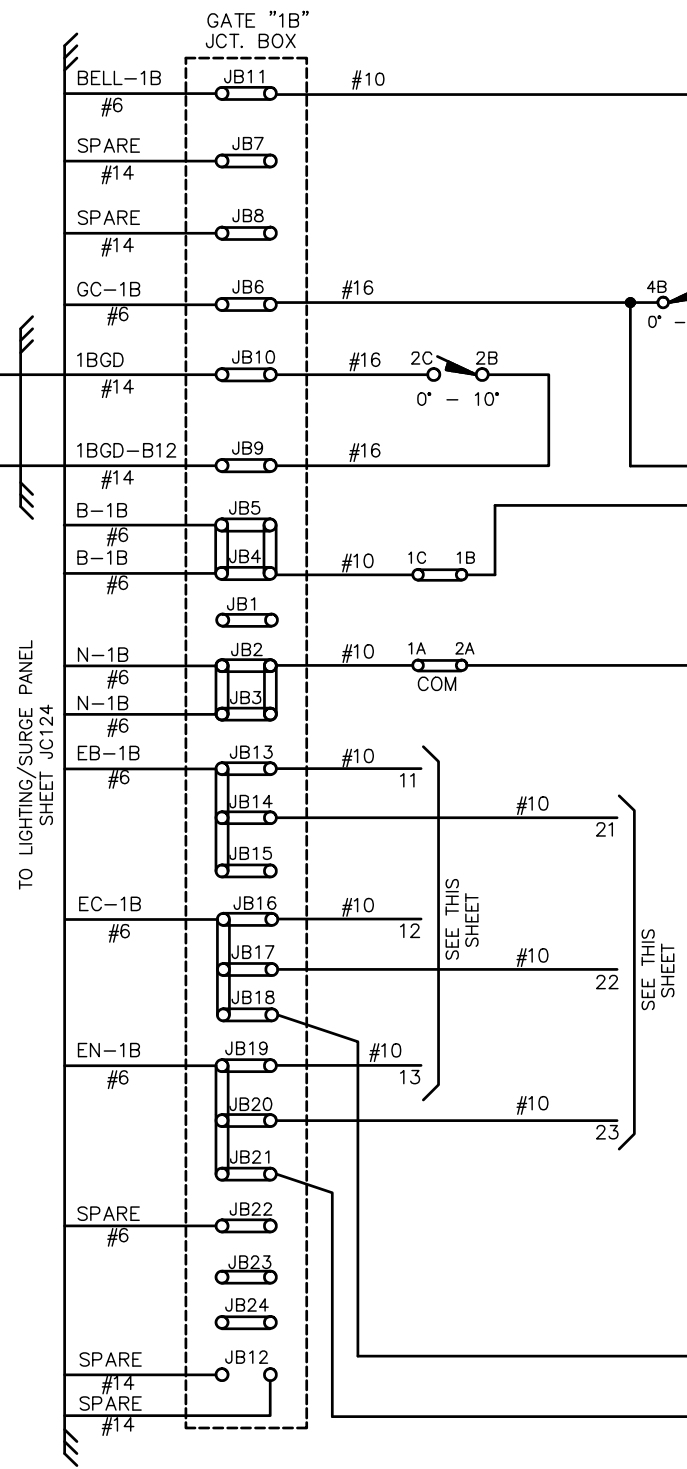 GATE "1B"
JCT. BOX
BELL-1B
#6
JB11
#10
SPARE
#14
JB7
SPARE
#14
JB8
GC-1B
#6
JB6
#16
4B
0° -
1BGD
#14
JB10
#16
2C
2B
0° - 10°
1BGD-B12
#14
JB9
#16
B-1B
#6
JB5
B-1B
#6
JB4
#10
1C
1B
JB1
N-1B
#6
JB2
#10
1A
2A
COM
N-1B
#6
JB3
TO LIGHTING/SURGE PANEL
SHEET JC124
EB-1B
#6
JB13
#10
11
JB14
#10
21
JB15
EC-1B
#6
JB16
#10
12
SEE THIS
SHEET
JB17
#10
22
SEE THIS
SHEET
JB18
EN-1B
#6
JB19
#10
13
JB20
#10
23
JB21
SPARE
#6
JB22
JB23
JB24
SPARE
#14
JB12
SPARE
#14